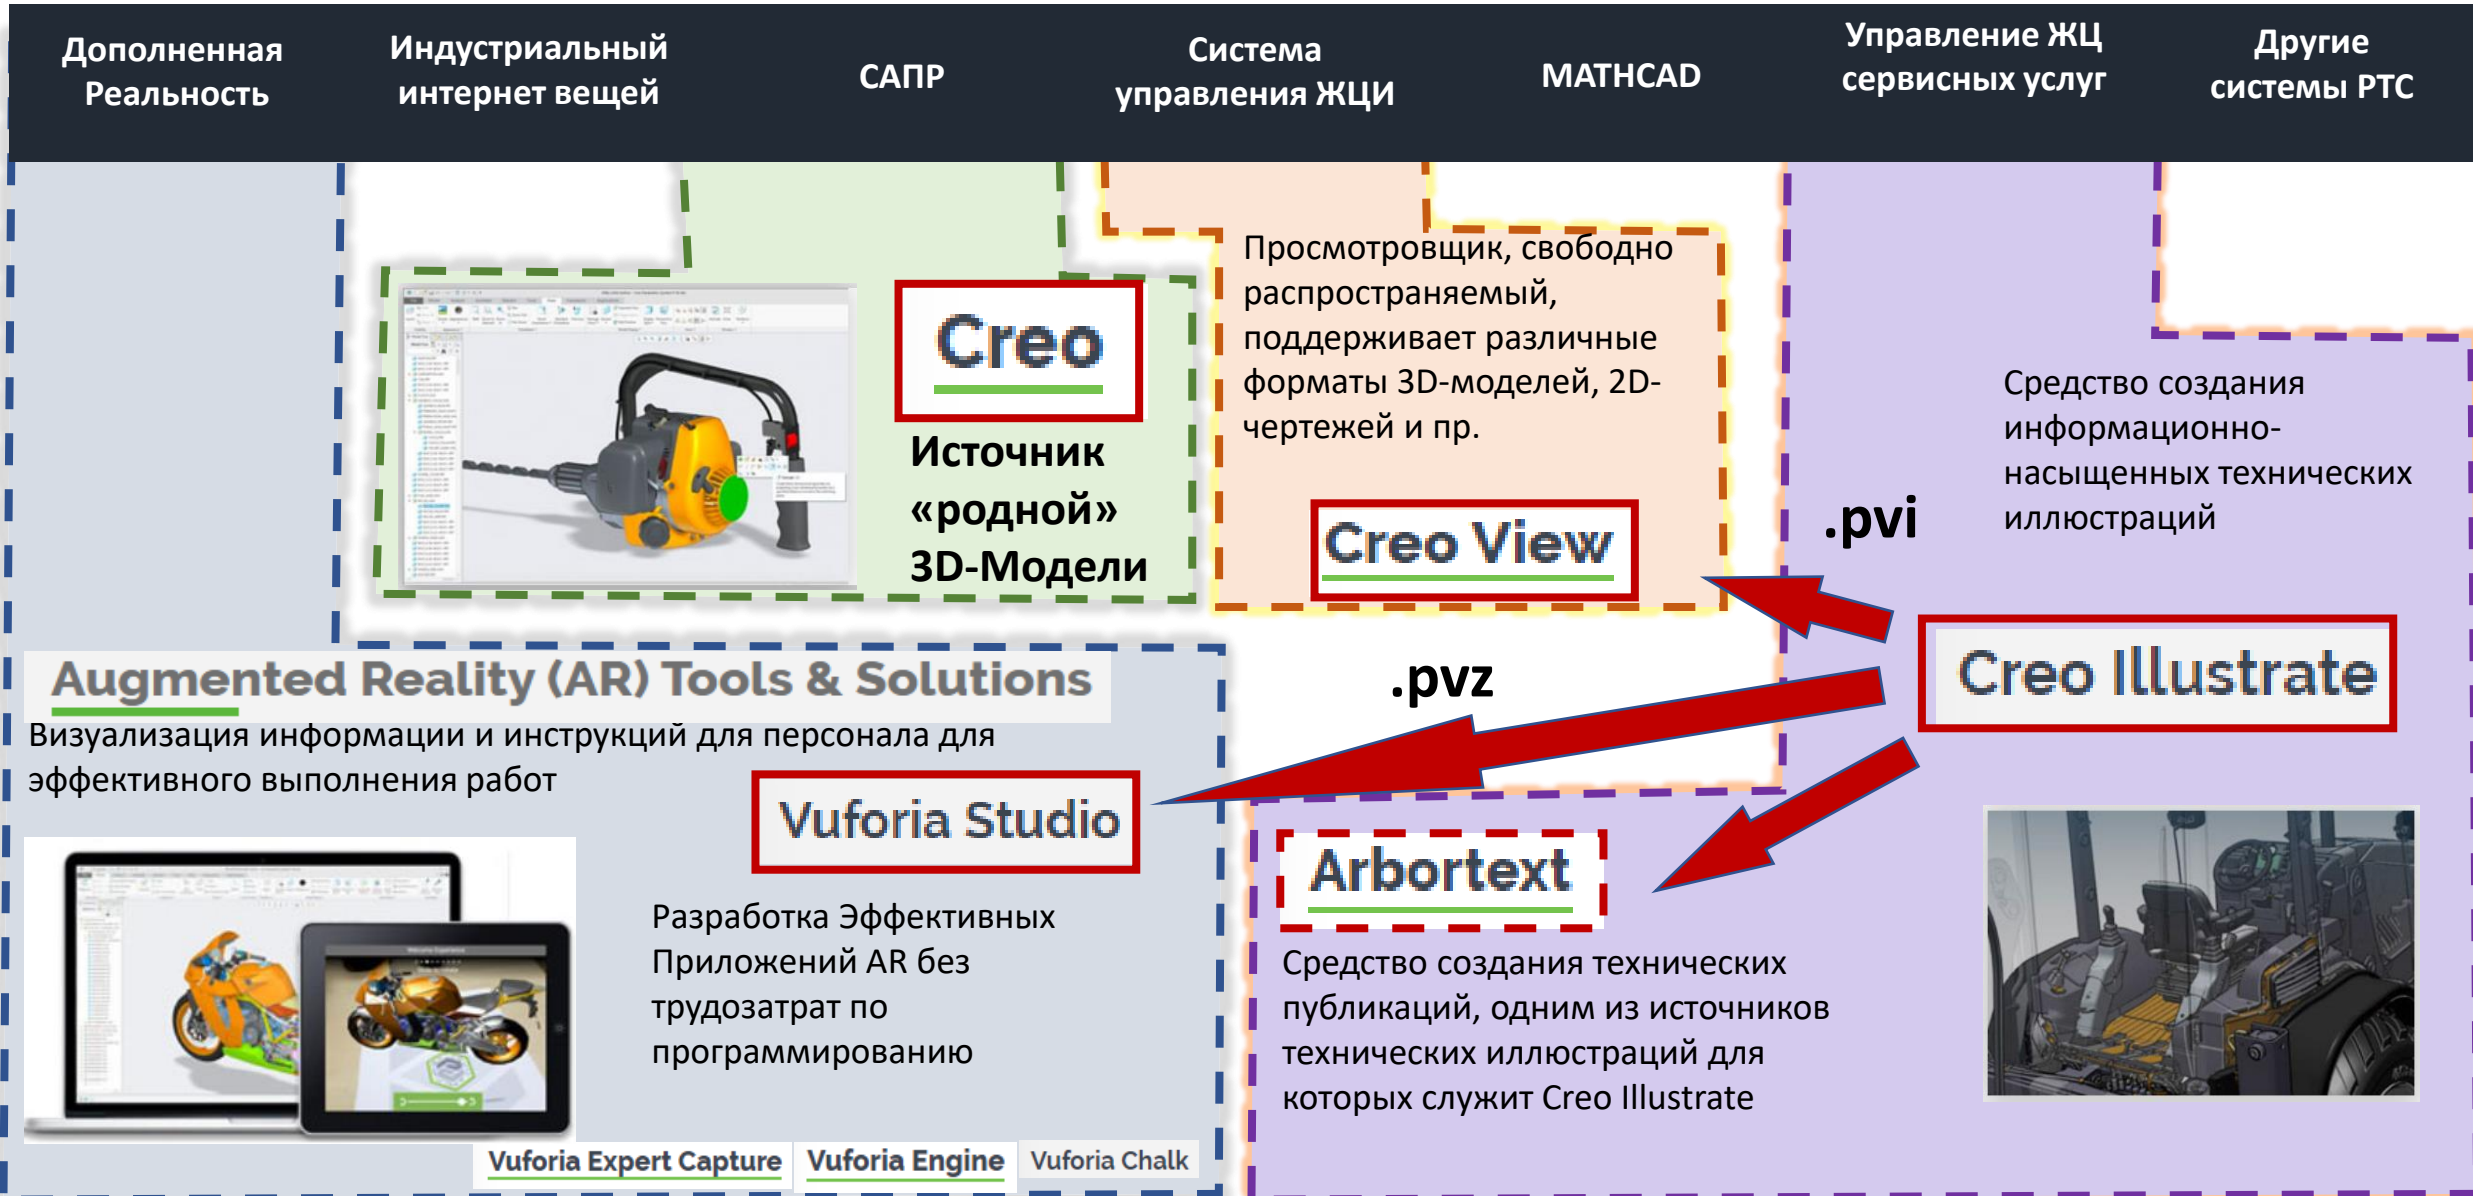 Дополненная
Реальность
Индустриальный
интернет вещей
САПР
Система
управления ЖЦИ
MATHCAD
Управление ЖЦ
сервисных услуг
Другие
системы PTC
Creo
Источник
«родной»
3D-Модели
Просмотровщик, свободно
распространяемый,
поддерживает различные
форматы 3D-моделей, 2D-
чертежей и пр.
Creo View
.pvi
Средство создания
информационно-
насыщенных технических
иллюстраций
Creo Illustrate
.pvz
Augmented Reality (AR) Tools & Solutions
Визуализация информации и инструкций для персонала для
эффективного выполнения работ
Vuforia Studio
Разработка Эффективных
Приложений AR без
трудозатрат по
программированию
Arbortext
Средство создания технических
публикаций, одним из источников
технических иллюстраций для
которых служит Creo Illustrate
Vuforia Expert Capture
Vuforia Engine
Vuforia Chalk